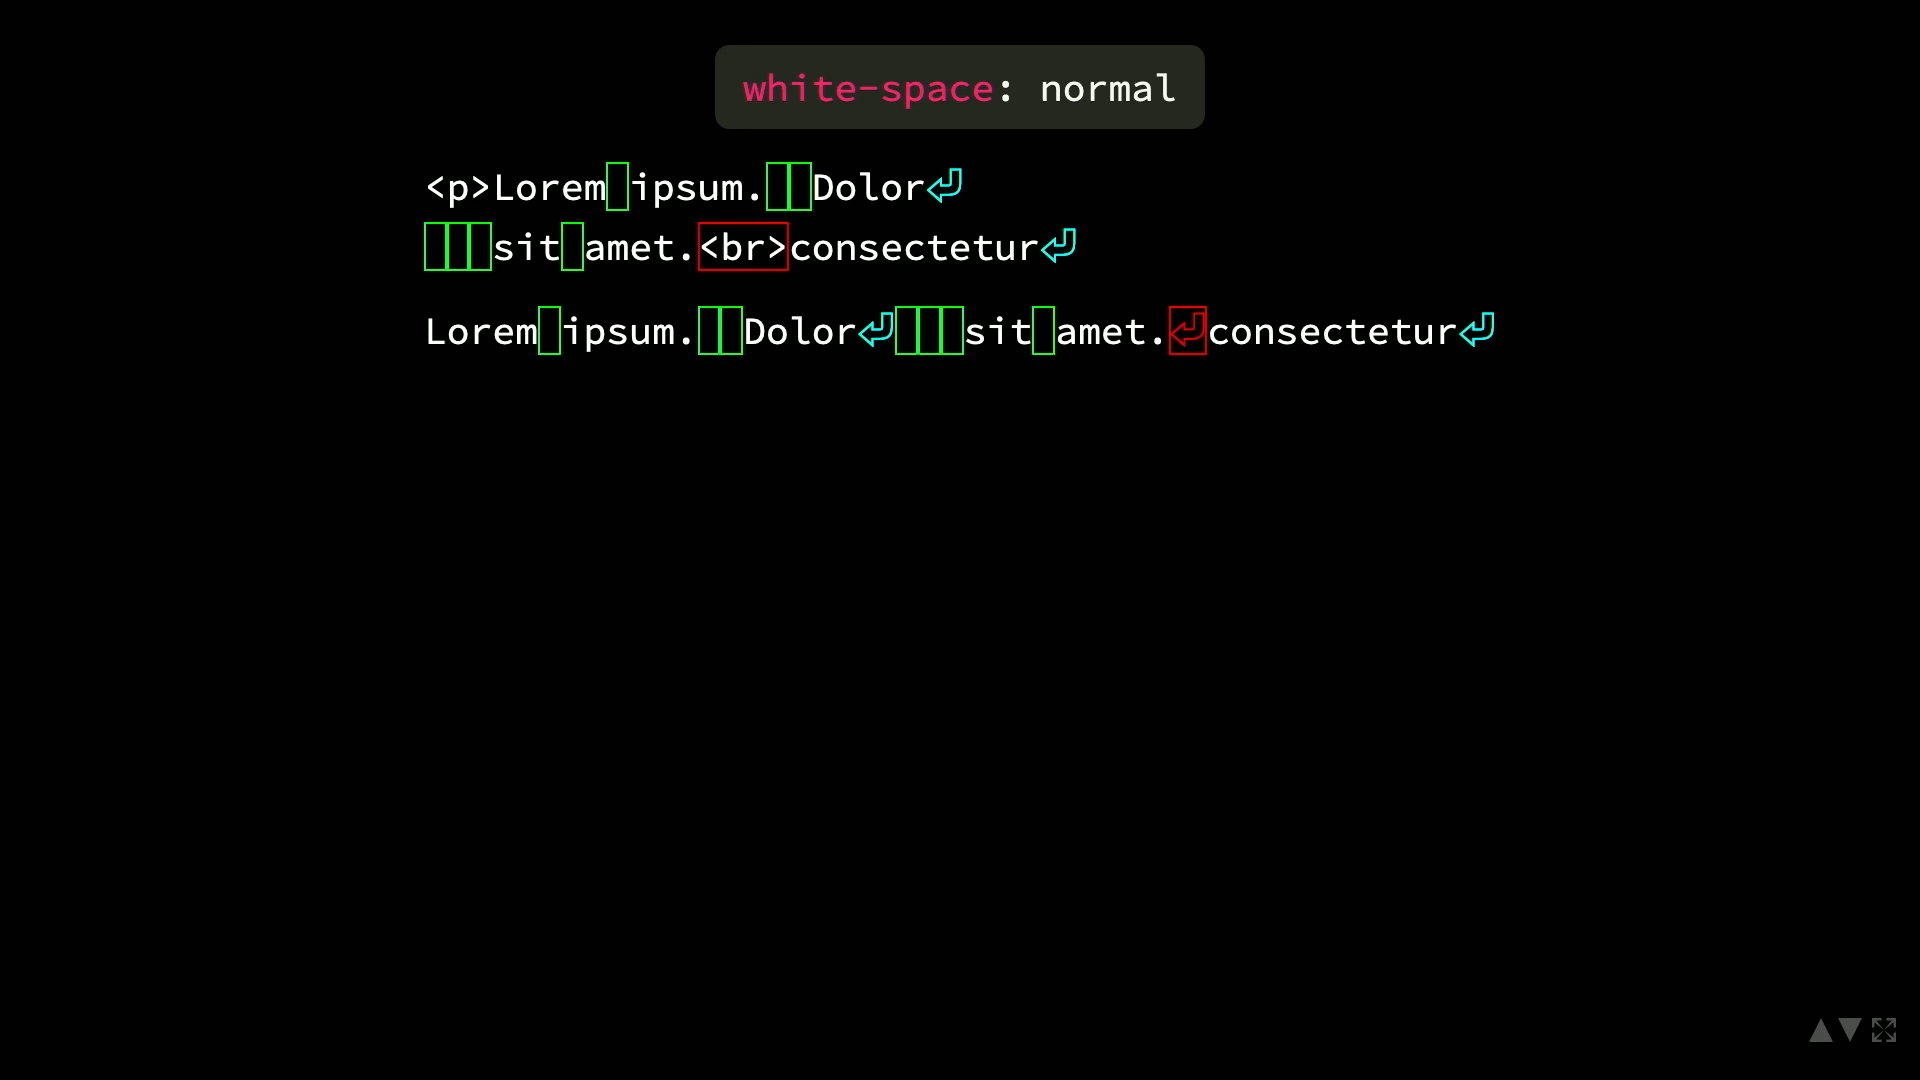 white-space: normal
<p>Lorem ipsum.  Dolor⏎
   sit amet.<br>consectetur⏎
Lorem ipsum.  Dolor⏎   sit amet.⏎consectetur⏎